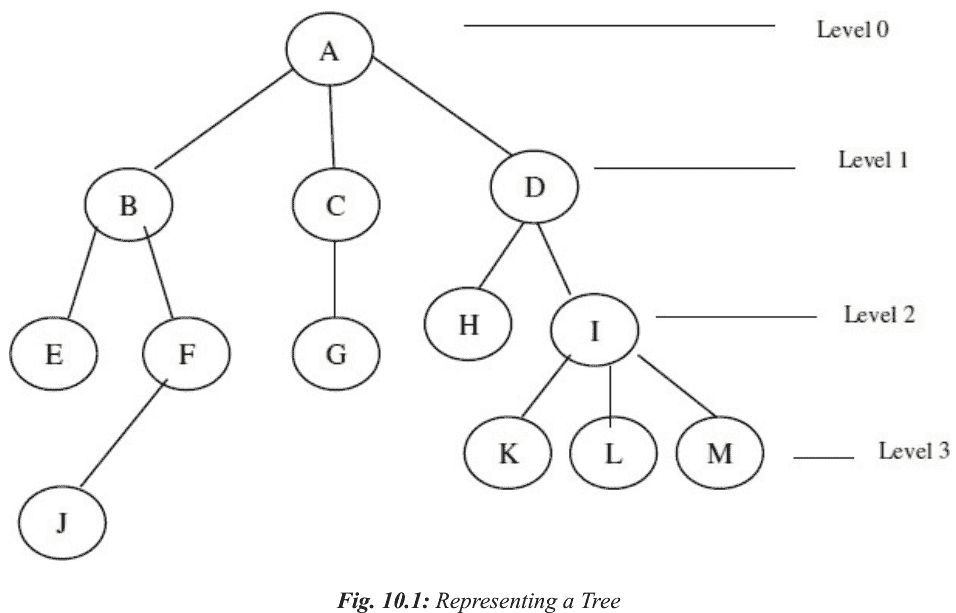 A
Level 0
B
C
D
Level 1
E
F
G
H
I
Level 2
K
L
M
Level 3
J
Fig. 10.1: Representing a Tree